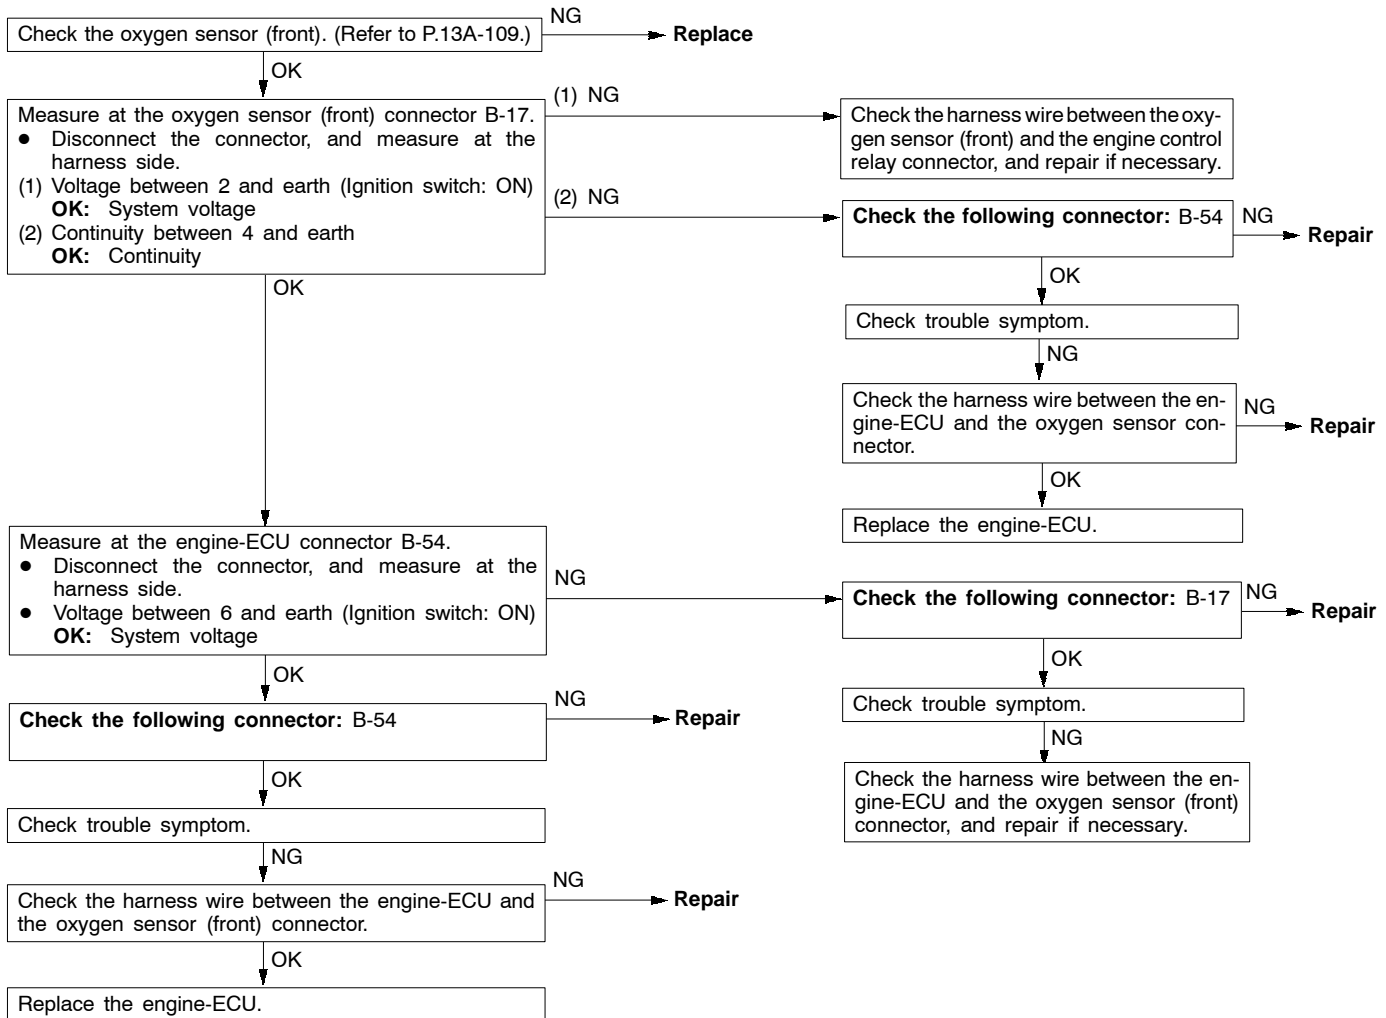 Check the oxygen sensor (front). (Refer to P.13A-109.)
NG
Replace
OK
Measure at the oxygen sensor (front) connector B-17.
● Disconnect the connector, and measure at the
harness side.
(1) Voltage between 2 and earth (Ignition switch: ON)
OK: System voltage
(2) Continuity between 4 and earth
OK: Continuity
(1) NG
Check the harness wire between the oxy-
gen sensor (front) and the engine control
relay connector, and repair if necessary.
(2) NG
Check the following connector: B-54
NG
Repair
OK
Check trouble symptom.
NG
Check the harness wire between the en-
gine-ECU and the oxygen sensor con-
nector.
NG
Repair
OK
Replace the engine-ECU.
OK
Measure at the engine-ECU connector B-54.
● Disconnect the connector, and measure at the
harness side.
● Voltage between 6 and earth (Ignition switch: ON)
OK: System voltage
NG
Check the following connector: B-17
NG
Repair
OK
Check trouble symptom.
NG
Check the harness wire between the en-
gine-ECU and the oxygen sensor (front)
connector, and repair if necessary.
OK
Check the following connector: B-54
NG
Repair
OK
Check trouble symptom.
NG
Check the harness wire between the engine-ECU and
the oxygen sensor (front) connector.
NG
Repair
OK
Replace the engine-ECU.